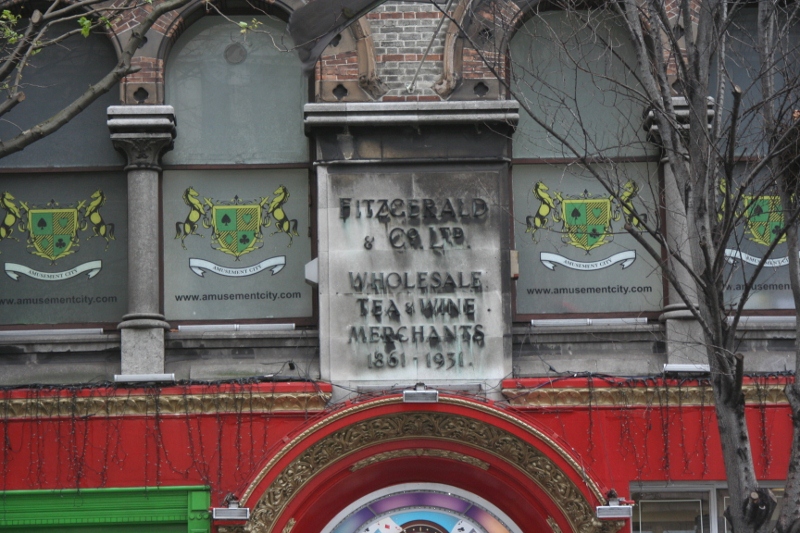 FITZGERALD
& CO. LTD.
WHOLESALE
TEA & WINE
MERCHANTS
1861 - 1931.
AMUSEMENT CITY
www.amusementcity.com
AMUSEMENT CITY
www.amusementcity.com
AMUSEMENT CITY
www.amusementcity.com